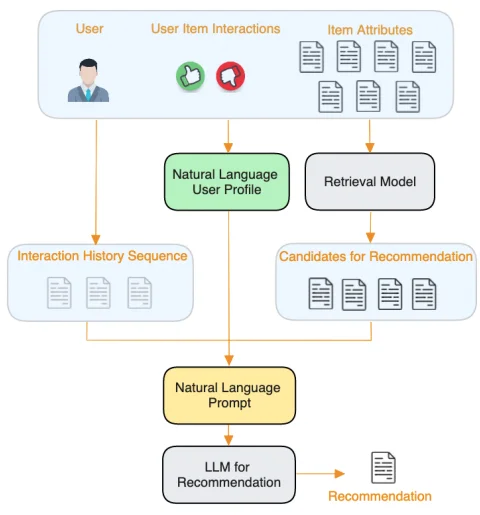 User
User Item Interactions
Item Attributes
Natural Language
User Profile
Retrieval Model
Interaction History Sequence
Candidates for Recommendation
Natural Language
Prompt
LLM for
Recommendation
Recommendation